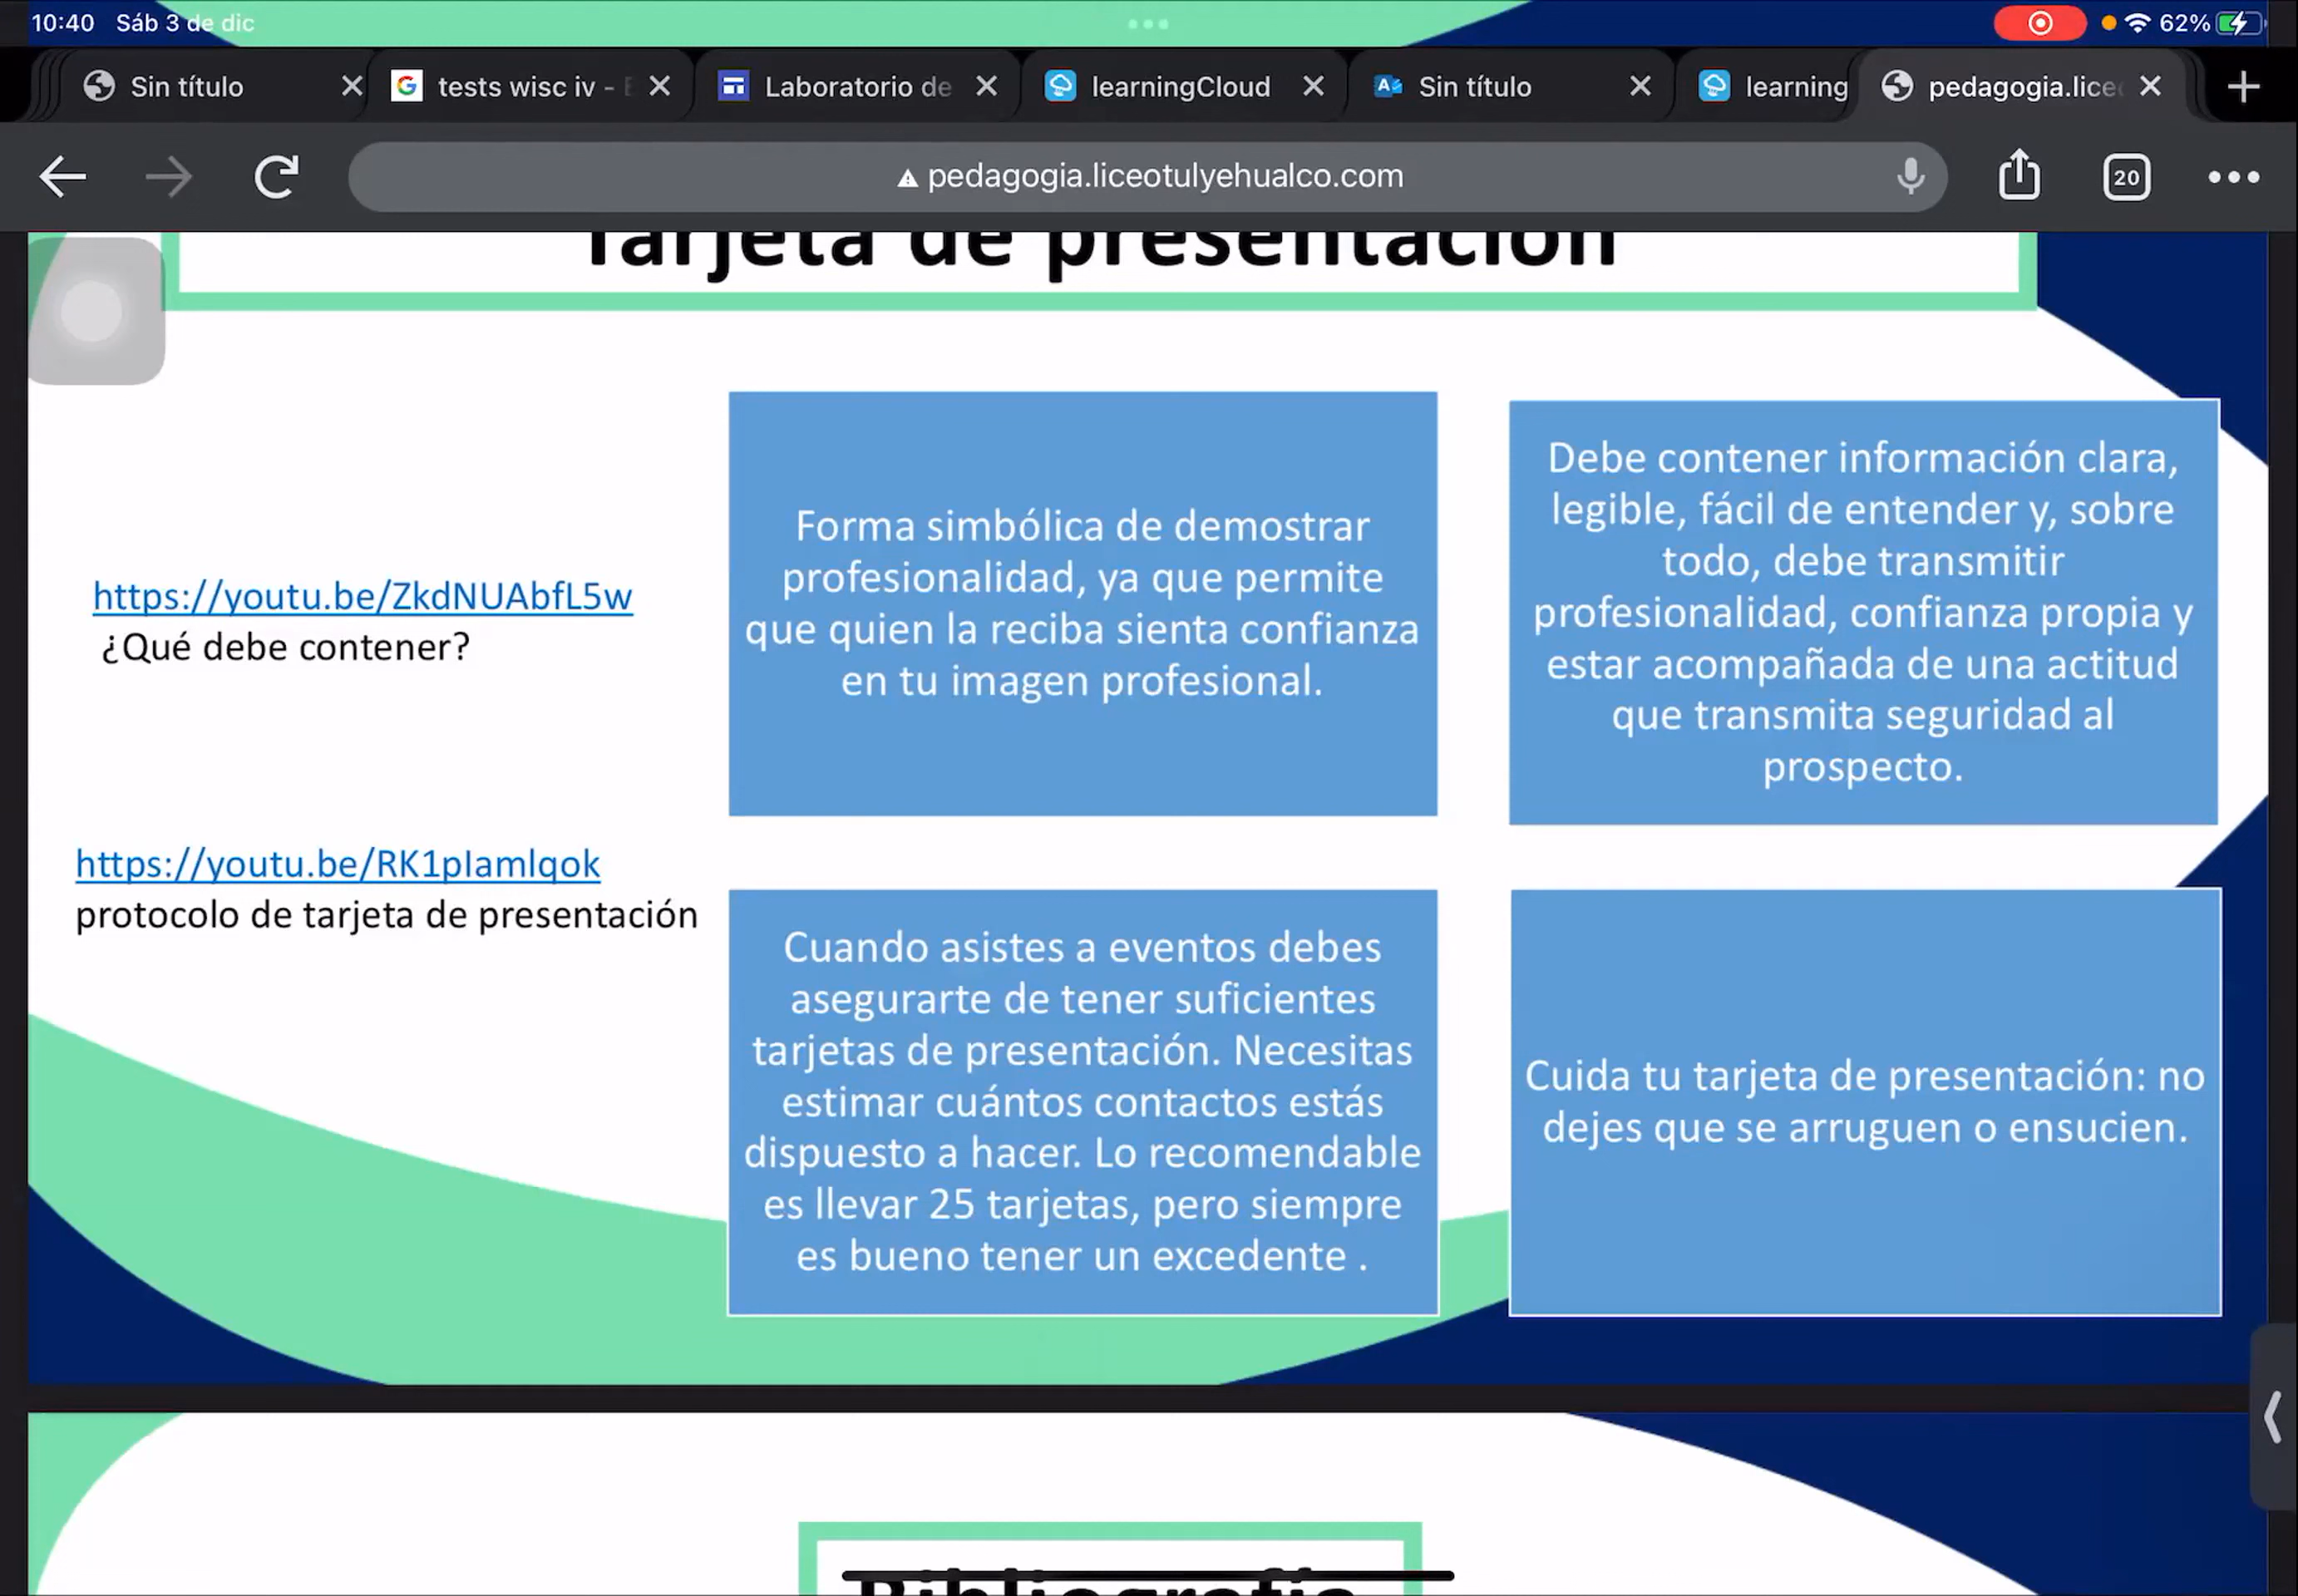 10:40 Sáb 3 de dic
62%
Sin título
tests wisc iv -
Laboratorio de
learningCloud
Sin título
learning
pedagogia.lice
pedagogia.liceotulyehualco.com
20
Tarjeta de presentación
https://youtu.be/ZkdNUAbfL5w
¿Qué debe contener?
https://youtu.be/RK1pIamlqok
protocolo de tarjeta de presentación
Forma simbólica de demostrar
profesionalidad, ya que permite
que quien la reciba sienta confianza
en tu imagen profesional.
Debe contener información clara,
legible, fácil de entender y, sobre
todo, debe transmitir
profesionalidad, confianza propia y
estar acompañada de una actitud
que transmita seguridad al
prospecto.
Cuando asistes a eventos debes
asegurarte de tener suficientes
tarjetas de presentación. Necesitas
estimar cuántos contactos estás
dispuesto a hacer. Lo recomendable
es llevar 25 tarjetas, pero siempre
es bueno tener un excedente .
Cuida tu tarjeta de presentación: no
dejes que se arruguen o ensucien.
Bibliografia